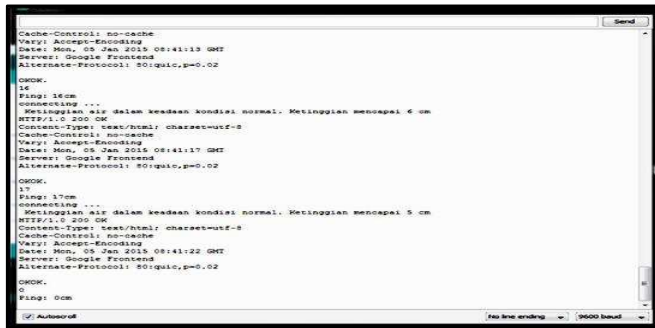 Send
Cache-Control: no-cache
Vary: Accept-Encoding
Date: Mon, 05 Jan 2015 08:41:13 GMT
Server: Google Frontend
Alternate-Protocol: 80:quic,p=0.02
OKOK.
16
Ping: 16cm
connecting ...
Ketinggian air dalam keadaan kondisi normal. Ketinggian mencapai 6 cm
HTTP/1.0 200 OK
Content-Type: text/html; charset=utf-8
Cache-Control: no-cache
Vary: Accept-Encoding
Date: Mon, 05 Jan 2015 08:41:17 GMT
Server: Google Frontend
Alternate-Protocol: 80:quic,p=0.02
OKOK.
17
Ping: 17cm
connecting ...
Ketinggian air dalam keadaan kondisi normal. Ketinggian mencapai 5 cm
HTTP/1.0 200 OK
Content-Type: text/html; charset=utf-8
Cache-Control: no-cache
Vary: Accept-Encoding
Date: Mon, 05 Jan 2015 08:41:22 GMT
Server: Google Frontend
Alternate-Protocol: 80:quic,p=0.02
OKOK.
0
Ping: 0cm
Autoscroll No line ending 9600 baud